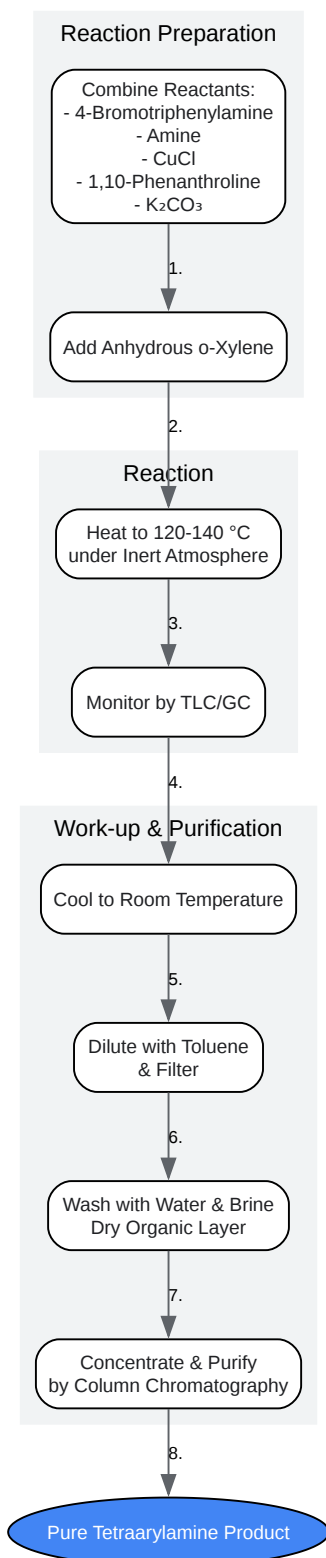 Reaction Preparation
Combine Reactants:
- 4-Bromotriphenylamine
- Amine
- CuCl
- 1,10-Phenanthroline
- K₂CO₃
1.
Add Anhydrous o-Xylene
2.
Reaction
Heat to 120-140 °C
under Inert Atmosphere
3.
Monitor by TLC/GC
4.
Work-up & Purification
Cool to Room Temperature
5.
Dilute with Toluene
& Filter
6.
Wash with Water & Brine
Dry Organic Layer
7.
Concentrate & Purify
by Column Chromatography
8.
Pure Tetraarylamine Product